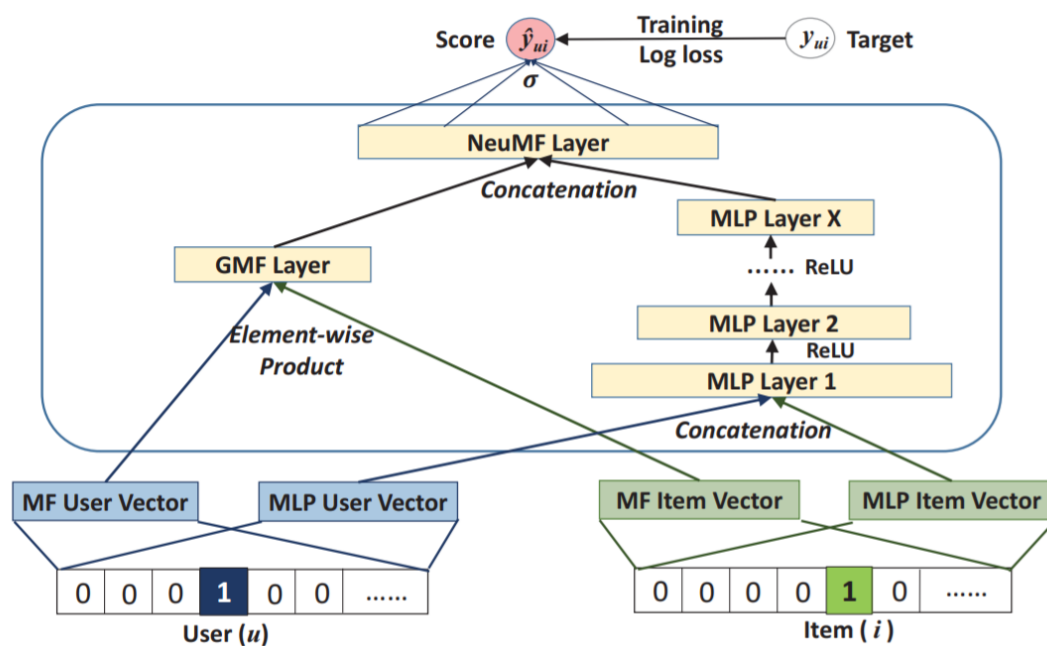 Score ŷui Training yui Target
Log loss
σ
NeuMF Layer
Concatenation
MLP Layer X
GMF Layer
...... ReLU
Element-wise
Product
MLP Layer 2
ReLU
MLP Layer 1
Concatenation
MF User Vector MLP User Vector MF Item Vector MLP Item Vector
0 0 0 1 0 0 ...... 0 0 0 0 1 0 ......
User (u) Item ( i )